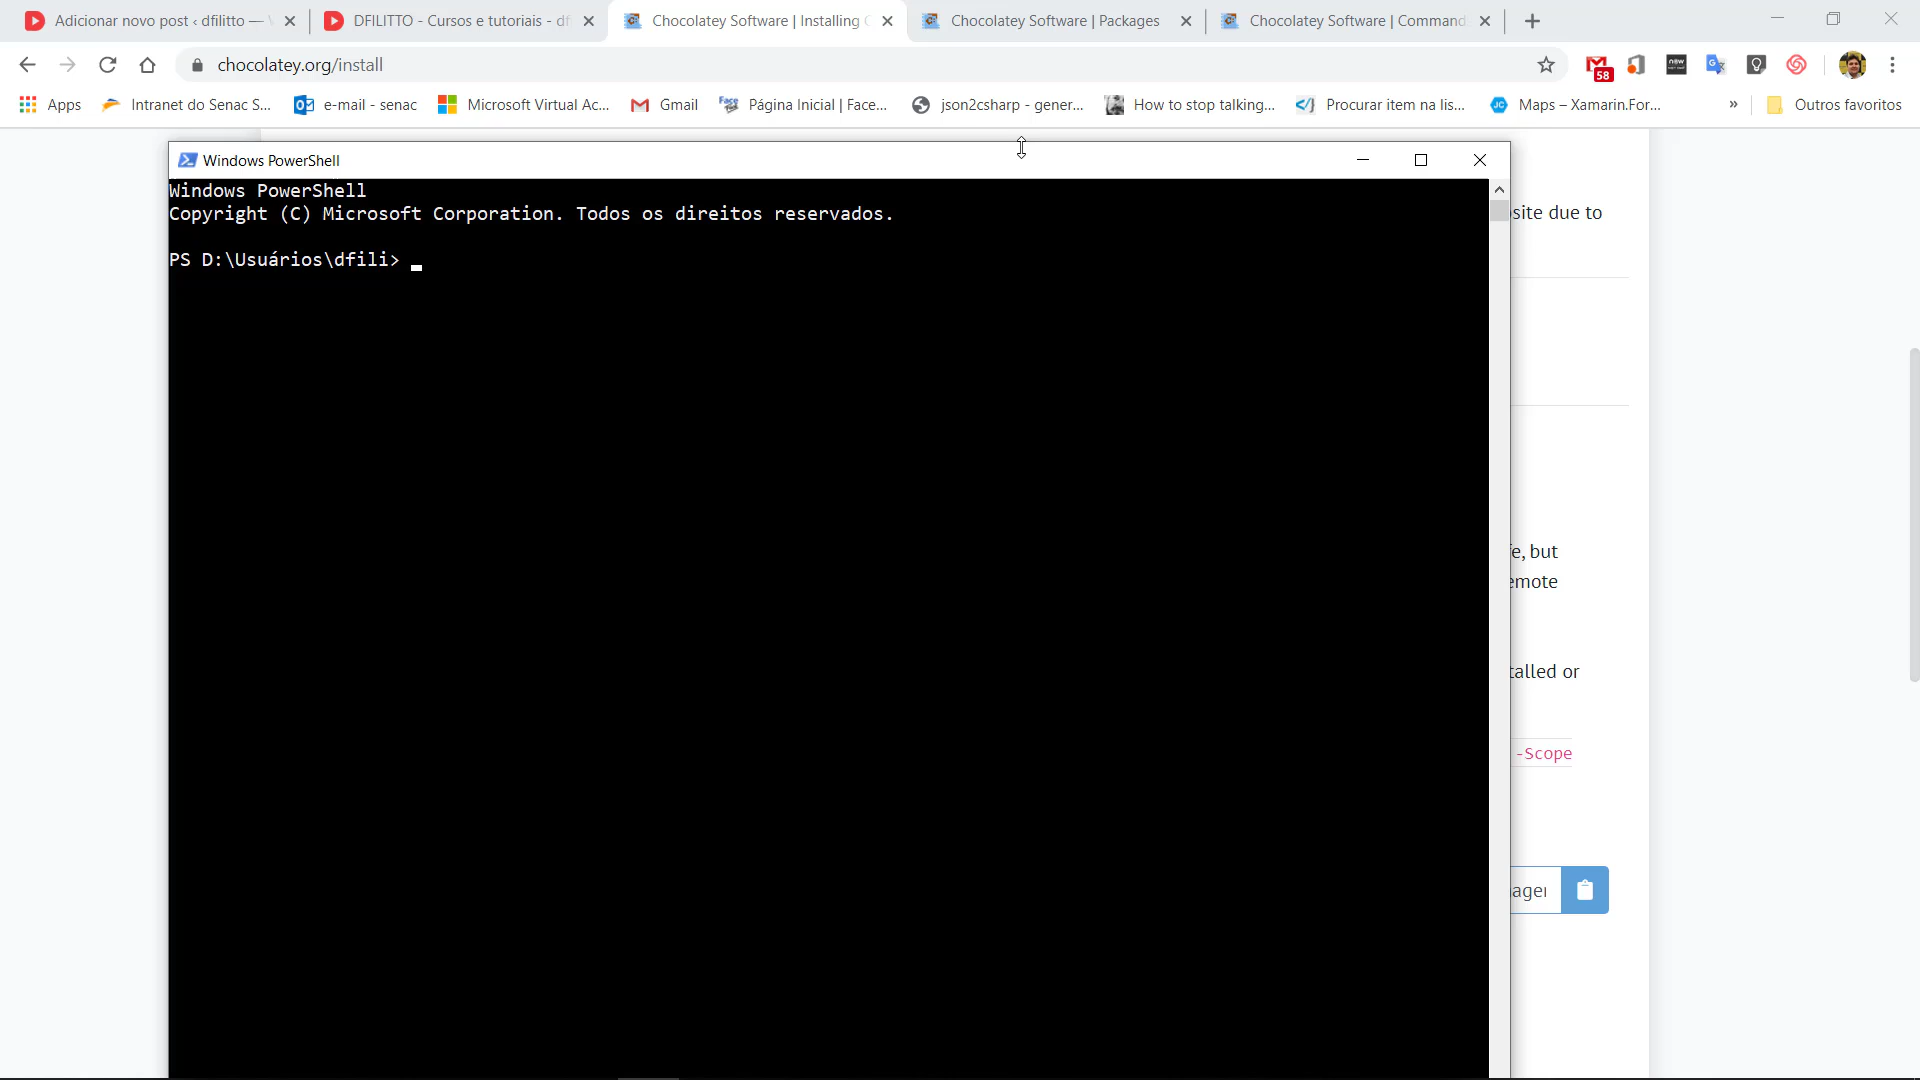 Adicionar novo post ‹ dfilitto —
DFILITTO - Cursos e tutoriais - df
Chocolatey Software | Installing
Chocolatey Software | Packages
Chocolatey Software | Command
chocolatey.org/install
58
Apps
Intranet do Senac S...
e-mail - senac
Microsoft Virtual Ac...
Gmail
Página Inicial | Face...
json2csharp - gener...
How to stop talking...
Procurar item na lis...
Maps – Xamarin.For...
»
Outros favoritos
Windows PowerShell
Windows PowerShell
Copyright (C) Microsoft Corporation. Todos os direitos reservados.
PS D:\Usuários\dfili>
site due to
fe, but
emote
talled or
-Scope